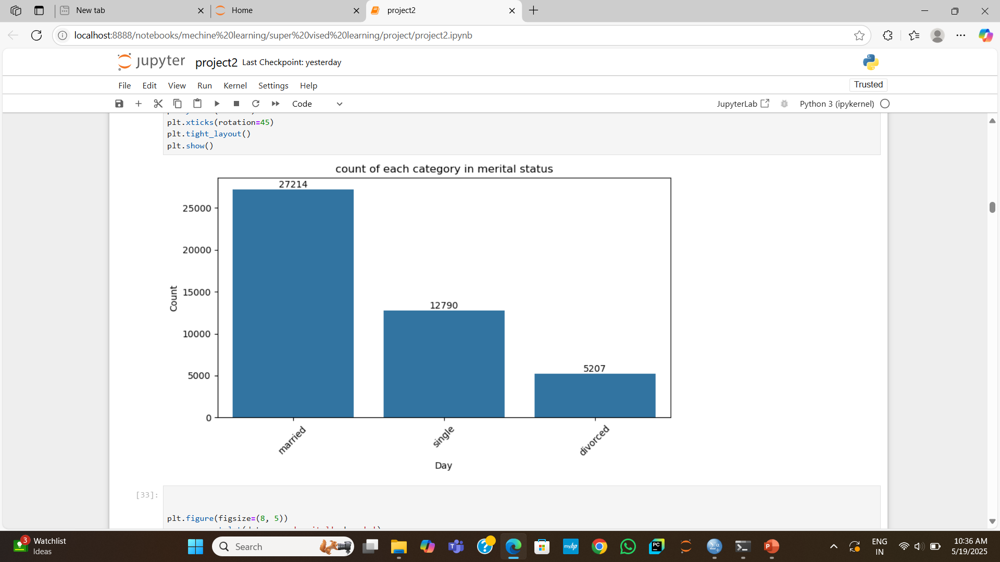 New tab
Home
project2
localhost:8888/notebooks/mechine%20learning/super%20vised%20learning/project/project2.ipynb
jupyter project2 Last Checkpoint: yesterday
File Edit View Run Kernel Settings Help
Trusted
Code
JupyterLab
Python 3 (ipykernel)
plt.xticks(rotation=45)
plt.tight_layout()
plt.show()
count of each category in merital status
27214
25000
20000
15000
12790
10000
5207
5000
0
Count
married
single
divorced
Day
[33]:
plt.figure(figsize=(8, 5))
3
Watchlist
Ideas
Search
T
?
myhp
PC
Σα
P
ENG
IN
10:36 AM
5/19/2025